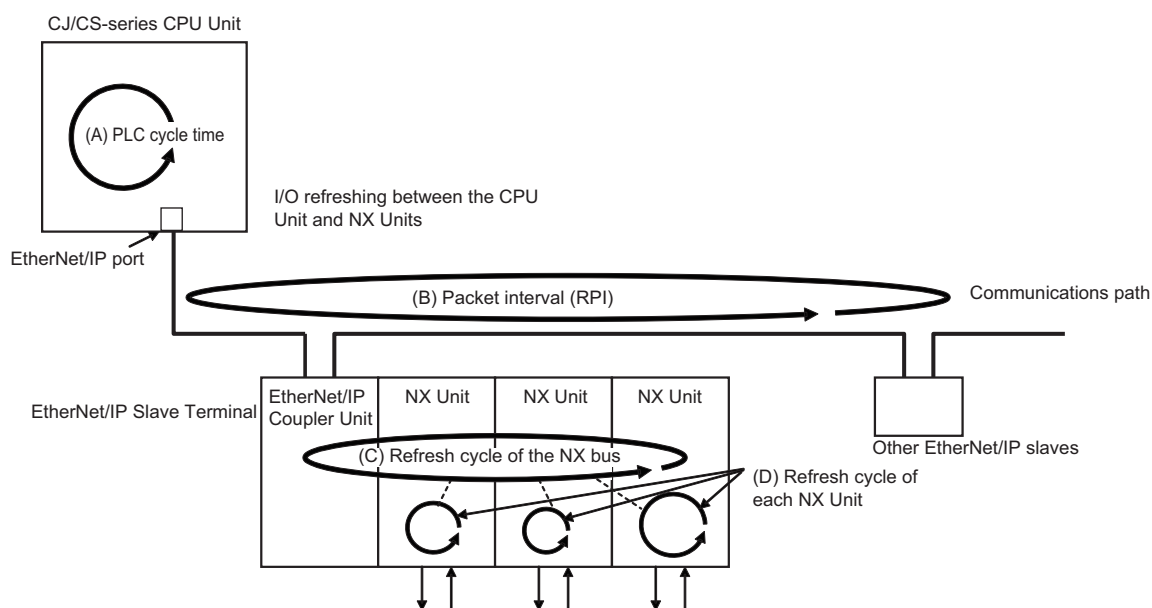 CJ/CS-series CPU Unit
(A) PLC cycle time
I/O refreshing between the CPU
Unit and NX Units
EtherNet/IP port
(B) Packet interval (RPI)
Communications path
EtherNet/IP Slave Terminal
EtherNet/IP
Coupler Unit
NX Unit
NX Unit
NX Unit
(C) Refresh cycle of the NX bus
Other EtherNet/IP slaves
(D) Refresh cycle of
each NX Unit